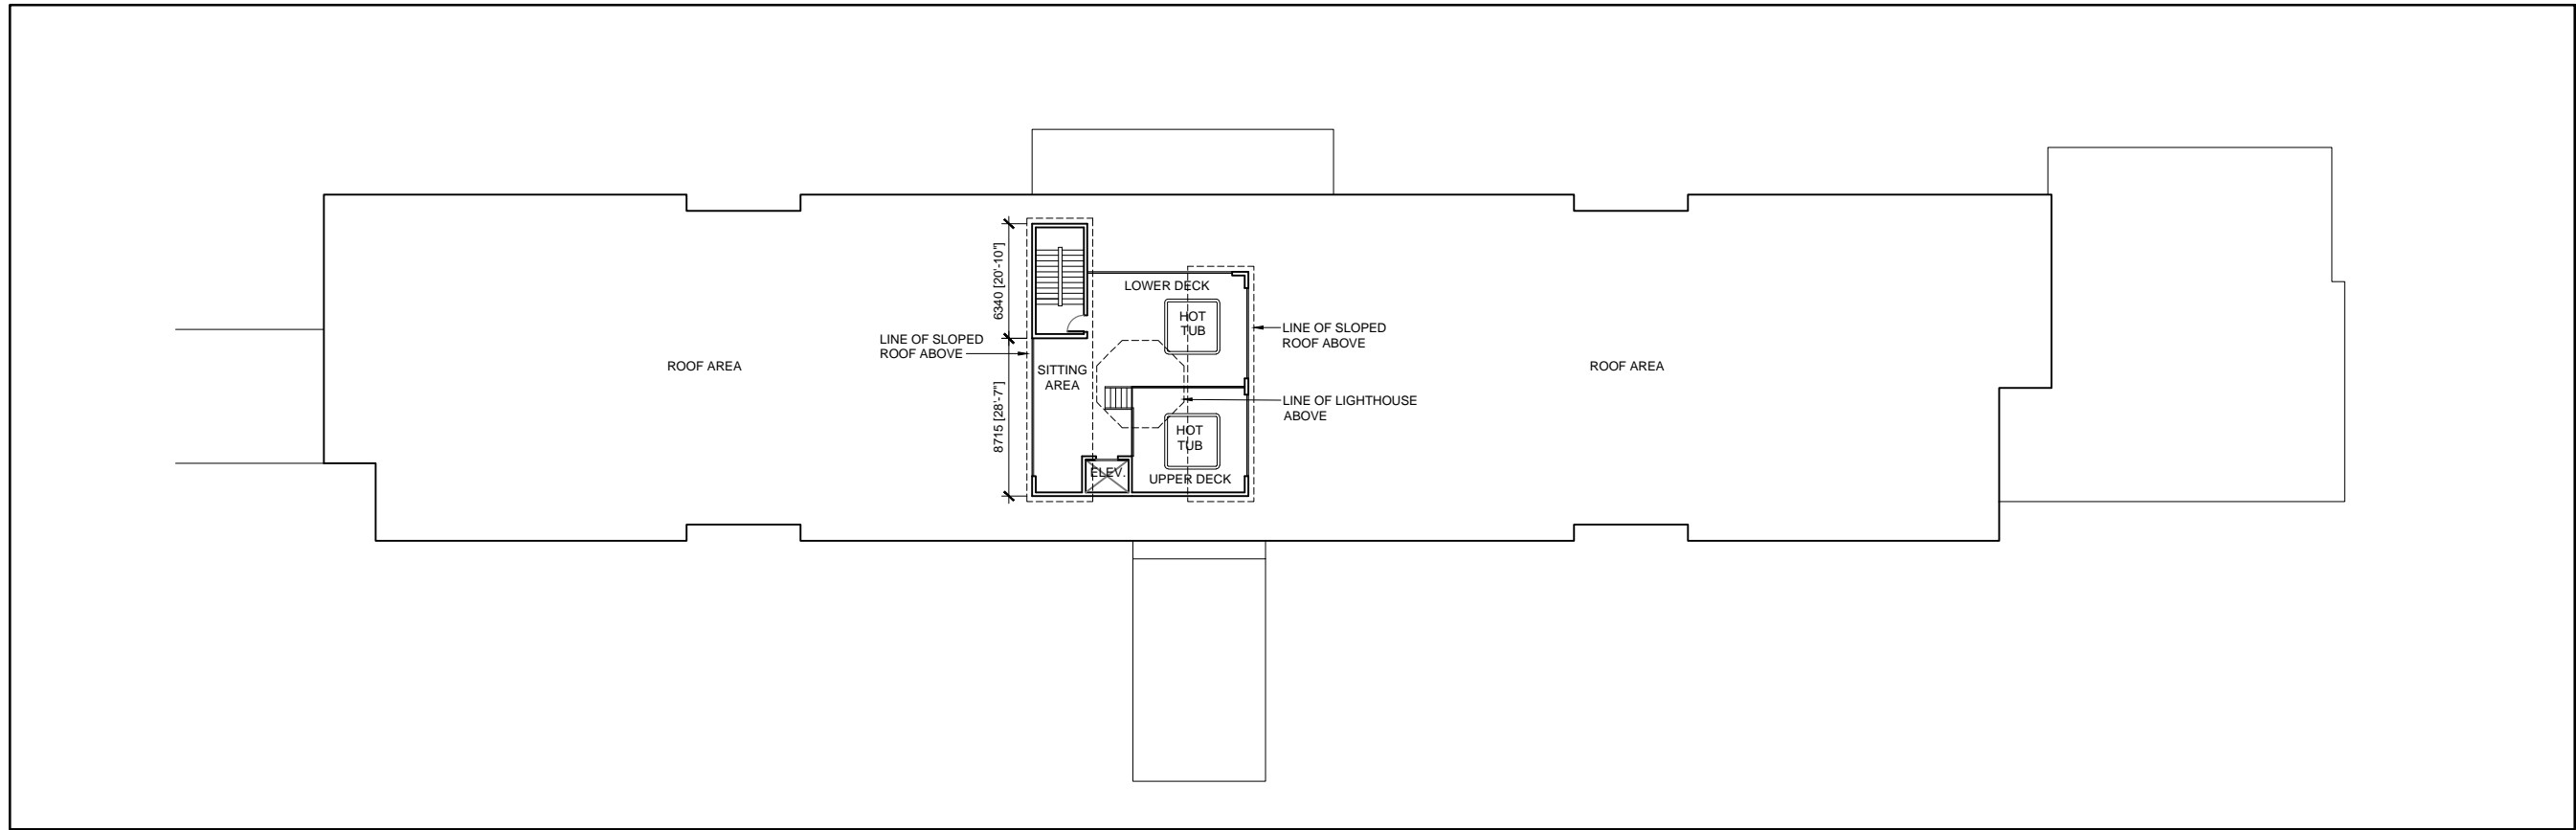 LOWER DECK
HOT
TUB
6340 [20'-10"]
LINE OF SLOPED
ROOF ABOVE
LINE OF SLOPED
ROOF ABOVE
ROOF AREA
SITTING
AREA
ROOF AREA
8715 [28'-7"]
LINE OF LIGHTHOUSE
ABOVE
HOT
TUB
ELEV.
UPPER DECK